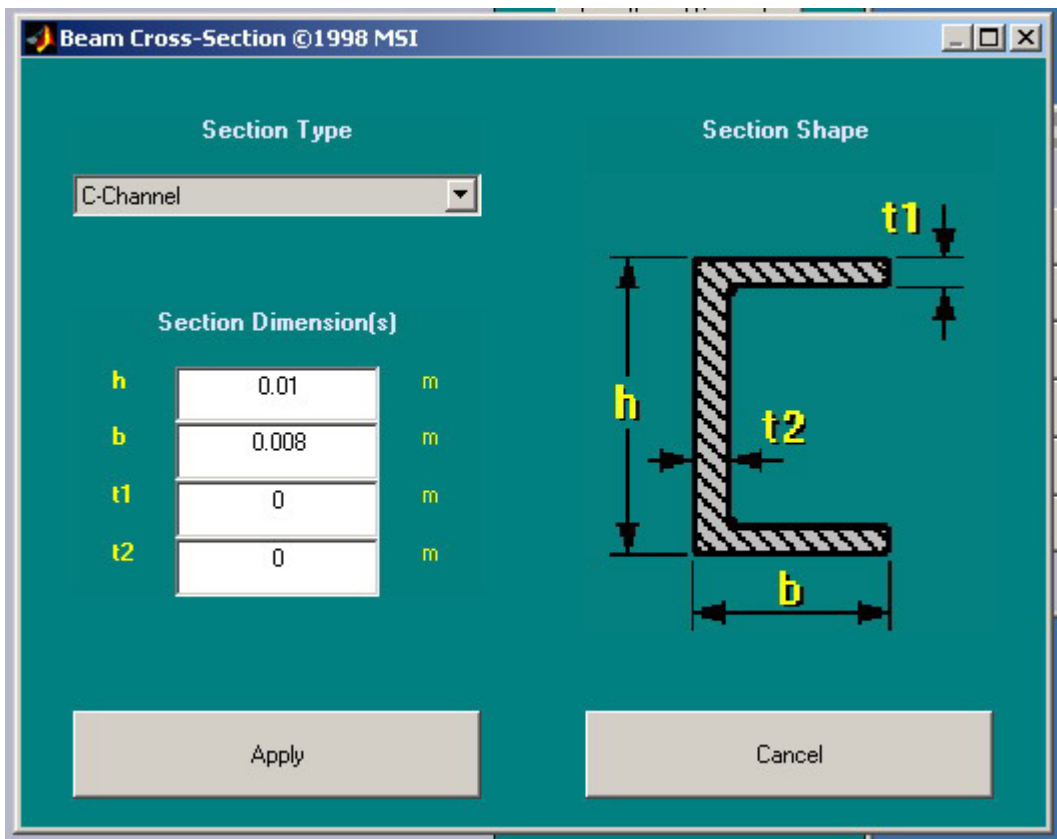 Beam Cross-Section ©1998 MSI
Section Type
C-Channel
Section Dimension(s)
h 0.01 m
b 0.008 m
t1 0 m
t2 0 m
Section Shape
t1
h
t2
b
Apply
Cancel